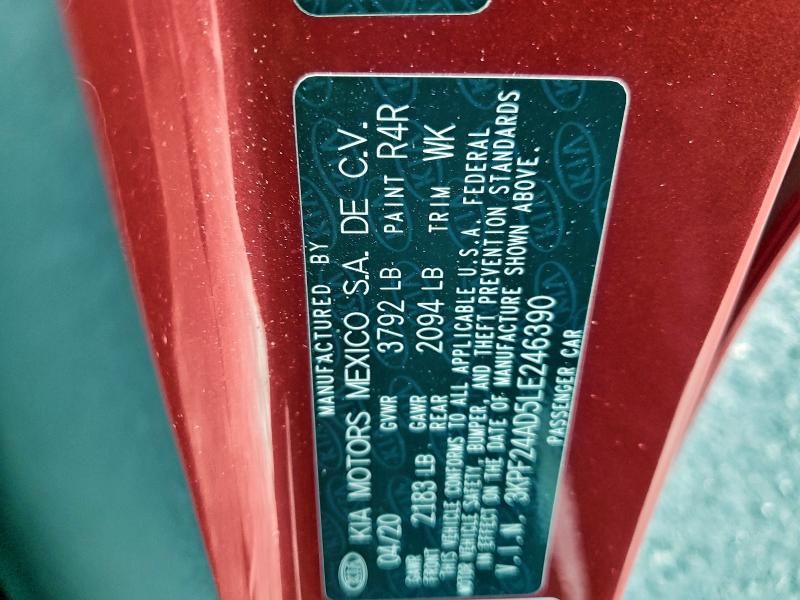 MANUFACTURED BY
KIA KIA MOTORS MEXICO S.A. DE C.V.
04/20 GVWR 3792 LB PAINT R4R
GAWR FRONT 2183 LB GAWR REAR 2094 LB TRIM WK
THIS VEHICLE CONFORMS TO ALL APPLICABLE U.S.A. FEDERAL
MOTOR VEHICLE SAFETY, BUMPER, AND THEFT PREVENTION STANDARDS
IN EFFECT ON THE DATE OF MANUFACTURE SHOWN ABOVE.
V.I.N. 3KPF24AD5LE246390
PASSENGER CAR